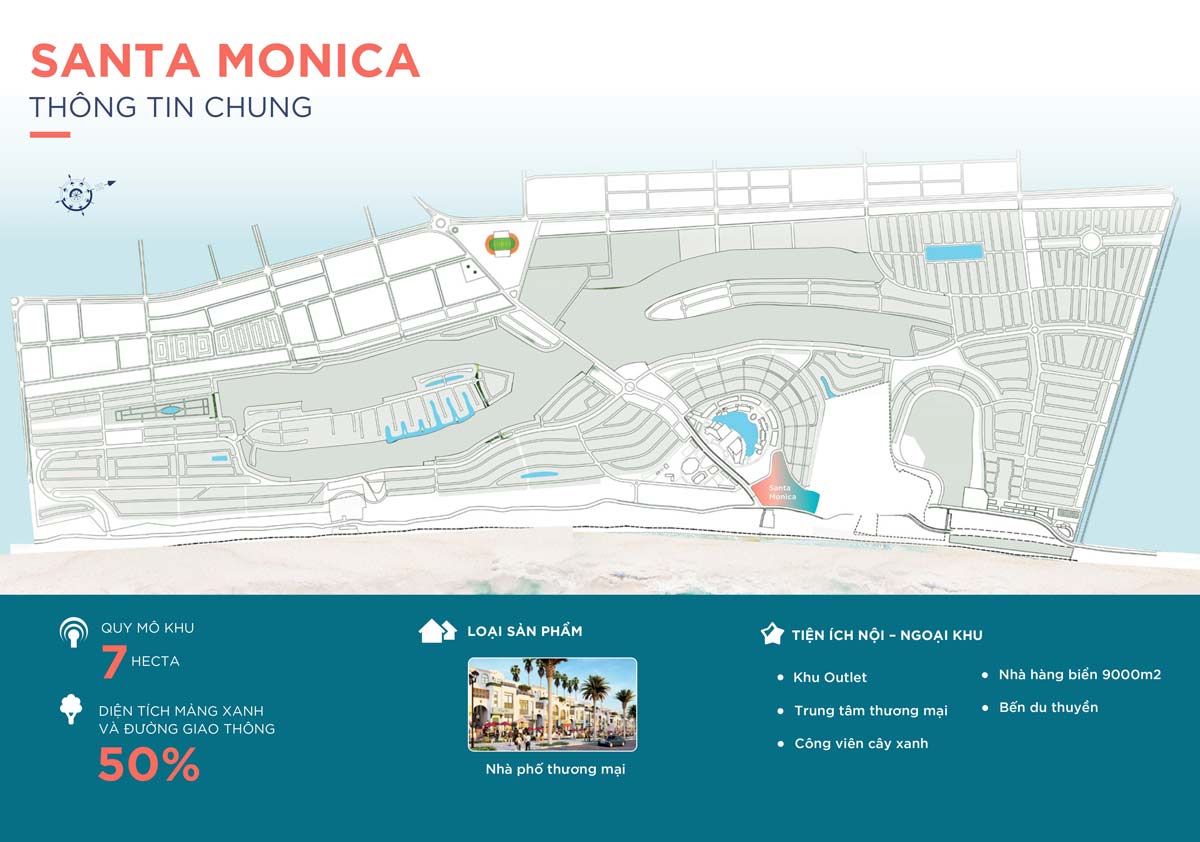 SANTA MONICA
THÔNG TIN CHUNG
Santa
Monica
QUY MÔ KHU
7 HECTA
DIỆN TÍCH MẢNG XANH
VÀ ĐƯỜNG GIAO THÔNG
50%
LOẠI SẢN PHẨM
Nhà phố thương mại
TIỆN ÍCH NỘI – NGOẠI KHU
• Khu Outlet
• Trung tâm thương mại
• Công viên cây xanh
• Nhà hàng biển 9000m2
• Bến du thuyền